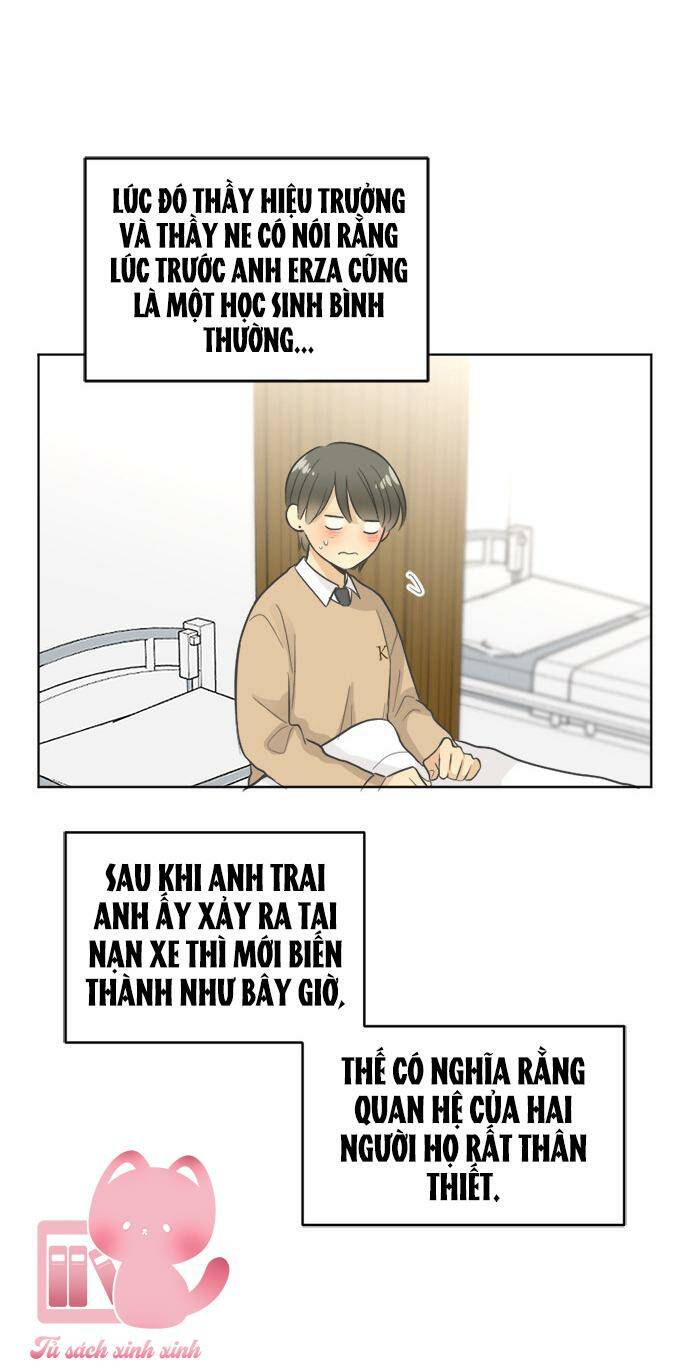 LÚC ĐÓ THẦY HIỆU TRƯỞNG
VÀ THẦY NE CÓ NÓI RẰNG
LÚC TRƯỚC ANH ERZA CŨNG
LÀ MỘT HỌC SINH BÌNH
THƯỜNG...
K
SAU KHI ANH TRAI
ANH ẤY XẢY RA TAI
NẠN XE THÌ MỚI BIẾN
THÀNH NHƯ BÂY GIỜ,
THẾ CÓ NGHĨA RẰNG
QUAN HỆ CỦA HAI
NGƯỜI HỌ RẤT THÂN
THIẾT.
Tủ sách xinh xinh